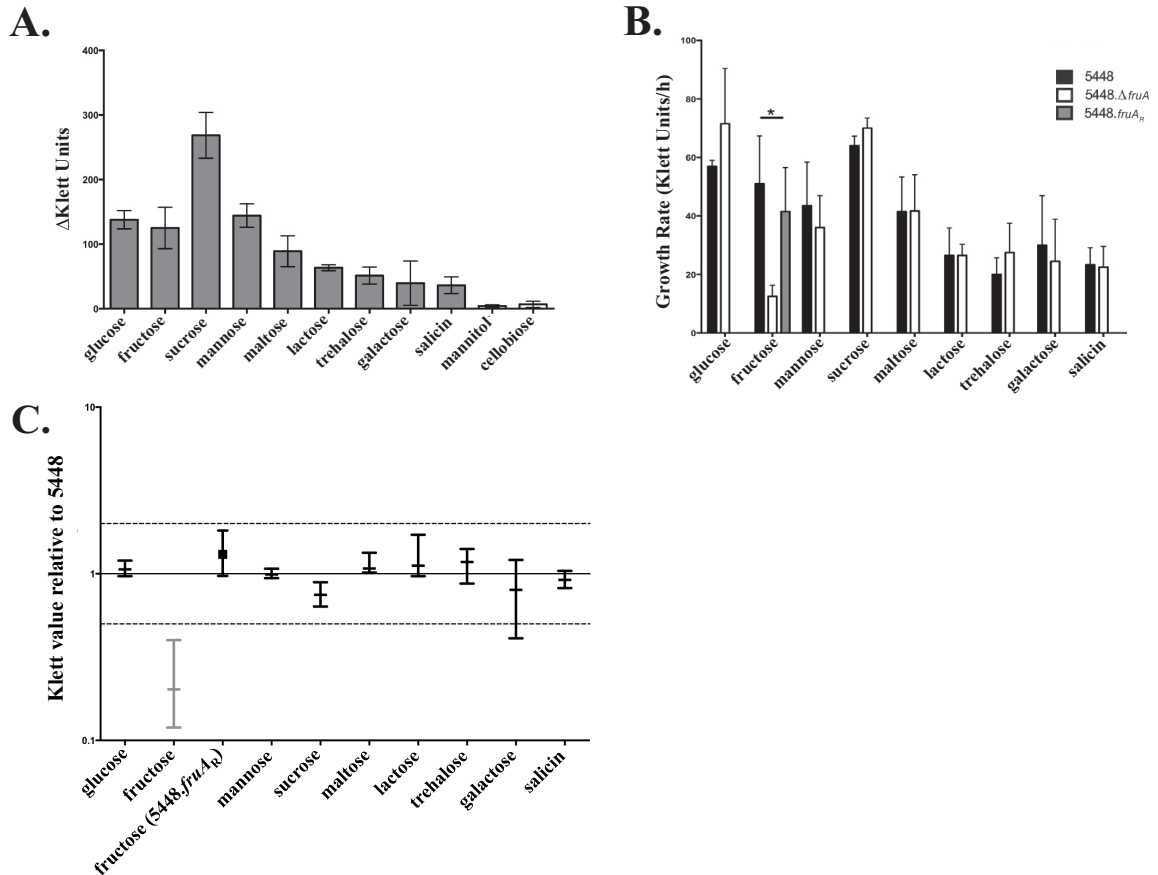 A.
ΔKlett Units
400
300
200
100
0
glucose
fructose
sucrose
mannose
maltose
lactose
trehalose
galactose
salicin
mannitol
cellobiose
B.
Growth Rate (Klett Units/h)
100
80
60
40
20
0
*
5448
5448.ΔfruA
5448.fruA_R
glucose
fructose
mannose
sucrose
maltose
lactose
trehalose
galactose
salicin
C.
Klett value relative to 5448
10
1
0.1
glucose
fructose
fructose (5448.fruA_R)
mannose
sucrose
maltose
lactose
trehalose
galactose
salicin